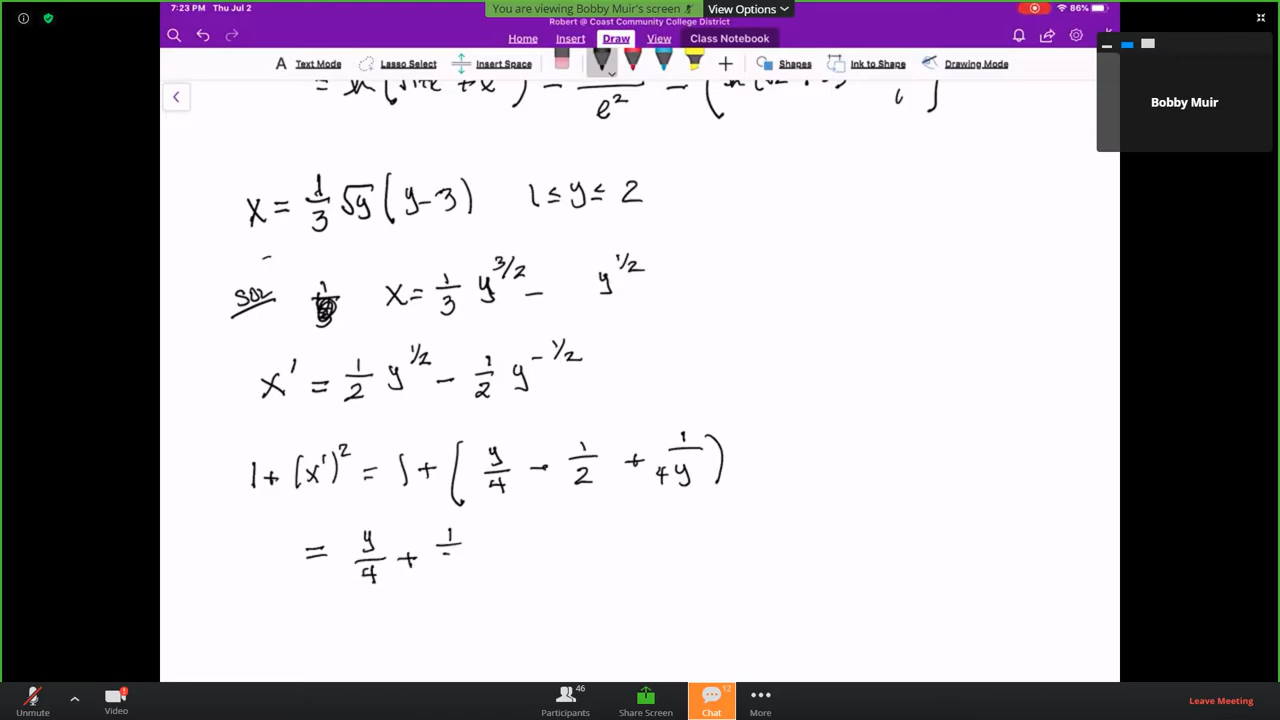 7:23 PM Thu Jul 2
You are viewing Bobby Muir's screen
View Options
86%
Robert @ Coast Community College District
Home Insert Draw View Class Notebook
Text Mode Lasso Select Insert Space Shapes Ink to Shape Drawing Mode
Bobby Muir
e²
x = 1/3 √y (y-3) 1 ≤ y ≤ 2
SOL x = 1/3 y^3/2 - y^1/2
x' = 1/2 y^1/2 - 1/2 y^-1/2
1 + (x')² = 1 + (y/4 - 1/2 + 1/4y)
= y/4 + 1
Unmute Video Participants 46 Share Screen Chat 12 More Leave Meeting